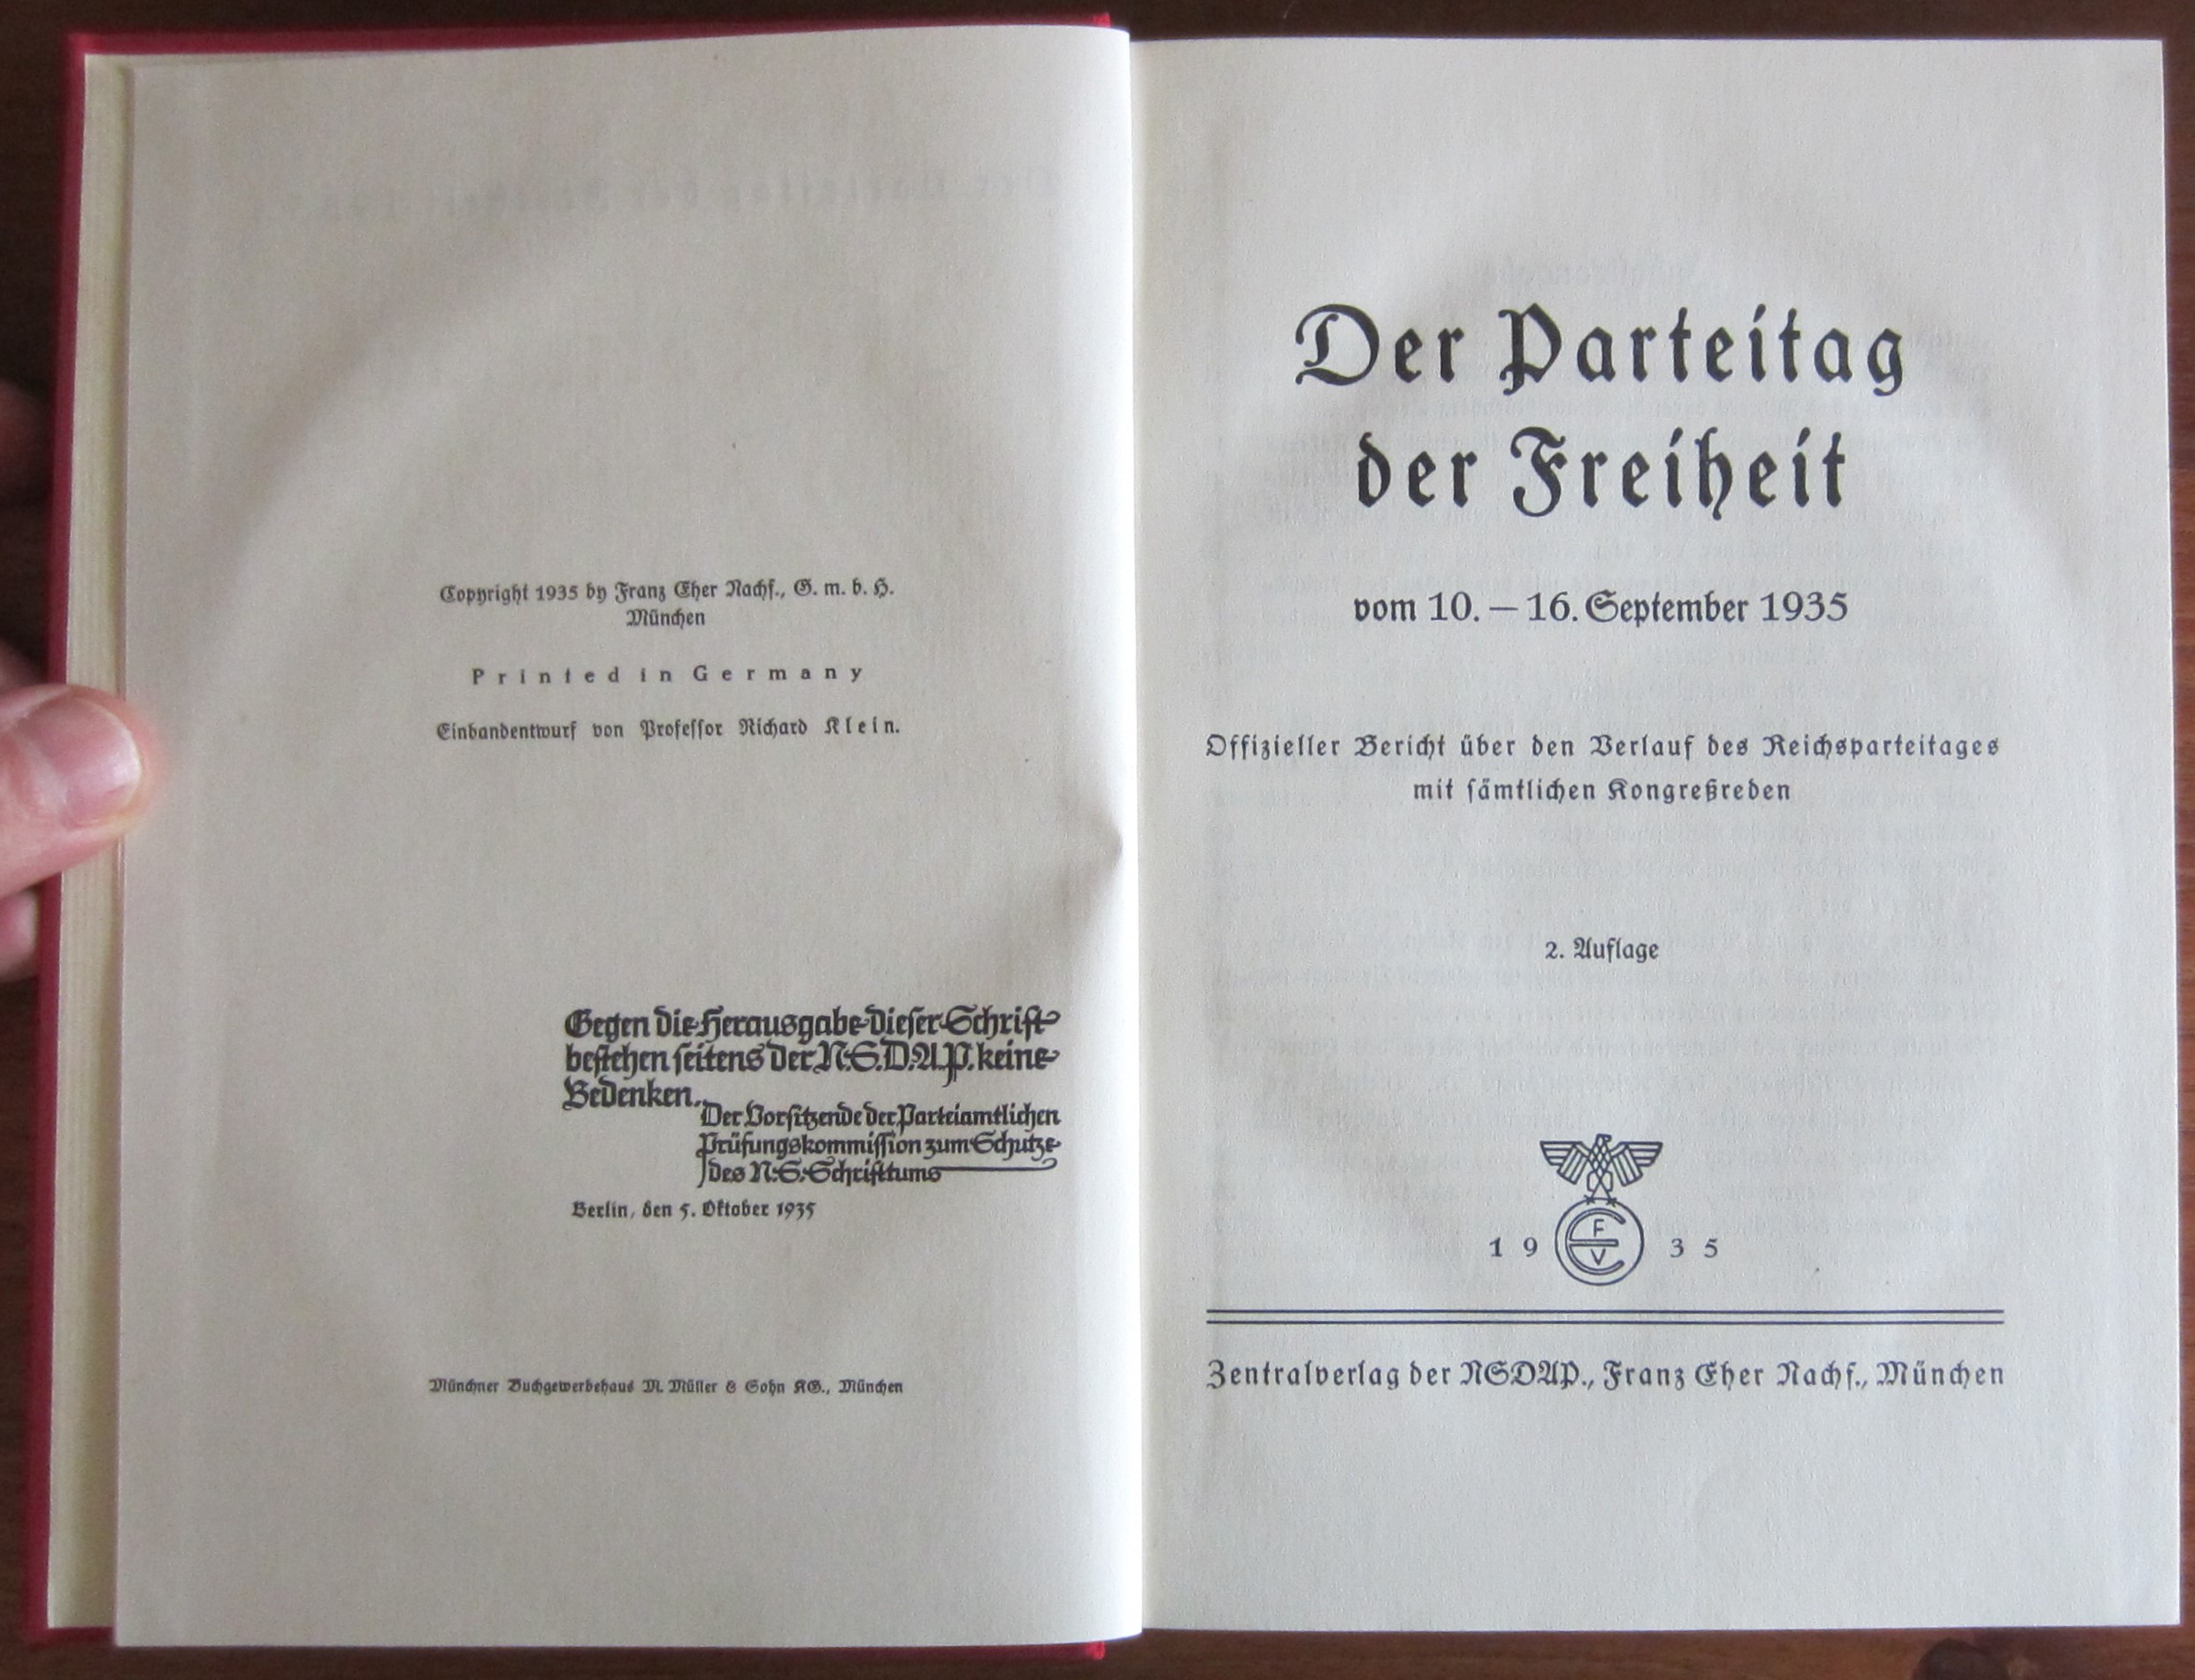 Copyright 1935 by Franz Eher Nachf., G. m. b. H.
München
Printed in Germany
Einbandentwurf von Professor Richard Klein.
Gegen die Herausgabe dieser Schrift
bestehen seitens der N.S.D.A.P. keine
Bedenken.
Der Vorsitzende der Parteiamtlichen
Prüfungskommission zum Schutze
des N.S.-Schrifttums
Berlin, den 5. Oktober 1935
Münchner Buchgewerbehaus M. Müller & Sohn KG., München
Der Parteitag
der Freiheit
vom 10. – 16. September 1935
Offizieller Bericht über den Verlauf des Reichsparteitages
mit sämtlichen Kongreßreden
2. Auflage
19 FEV 35
Zentralverlag der NSDAP., Franz Eher Nachf., München